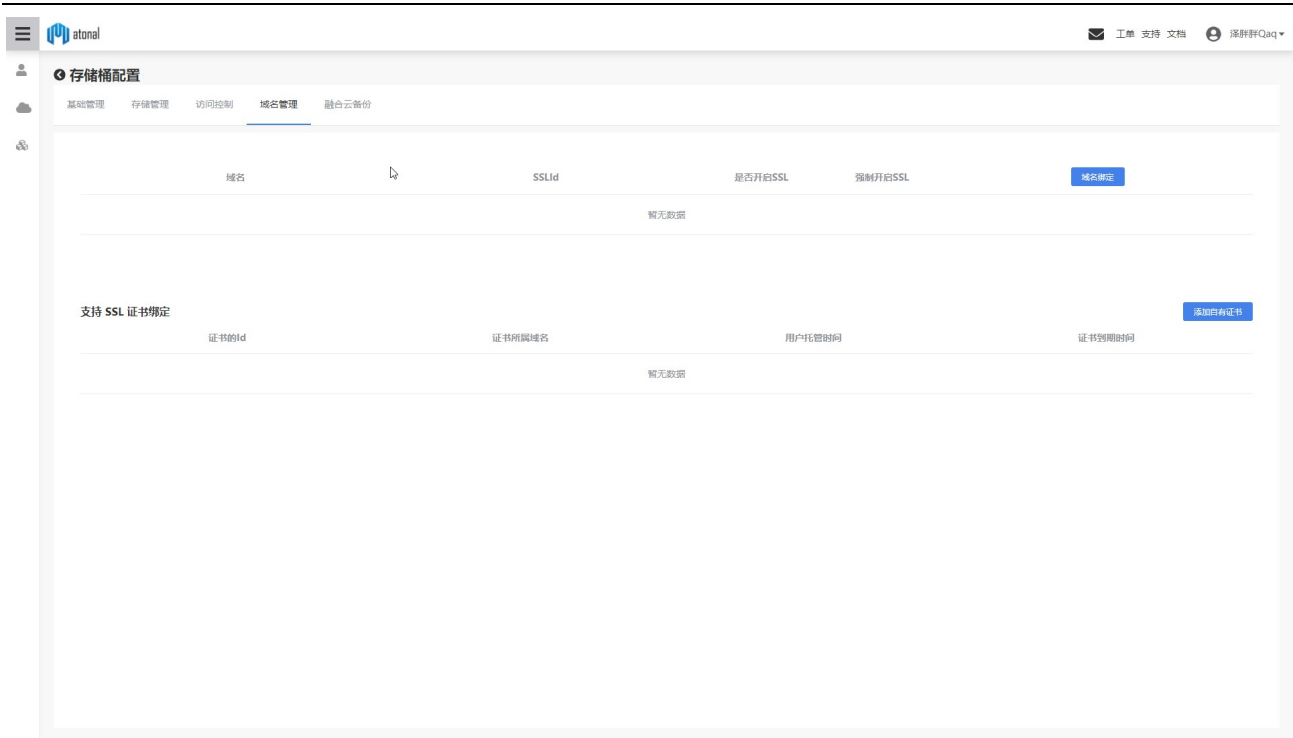 atonal
工单 支持 文档 泽胖胖Qaq
存储桶配置
基础管理 存储管理 访问控制 域名管理 融合云备份
域名 SSLId 是否开启SSL 强制开启SSL 域名绑定
暂无数据
支持 SSL 证书绑定 添加自有证书
证书的Id 证书所属域名 用户托管时间 证书到期时间
暂无数据